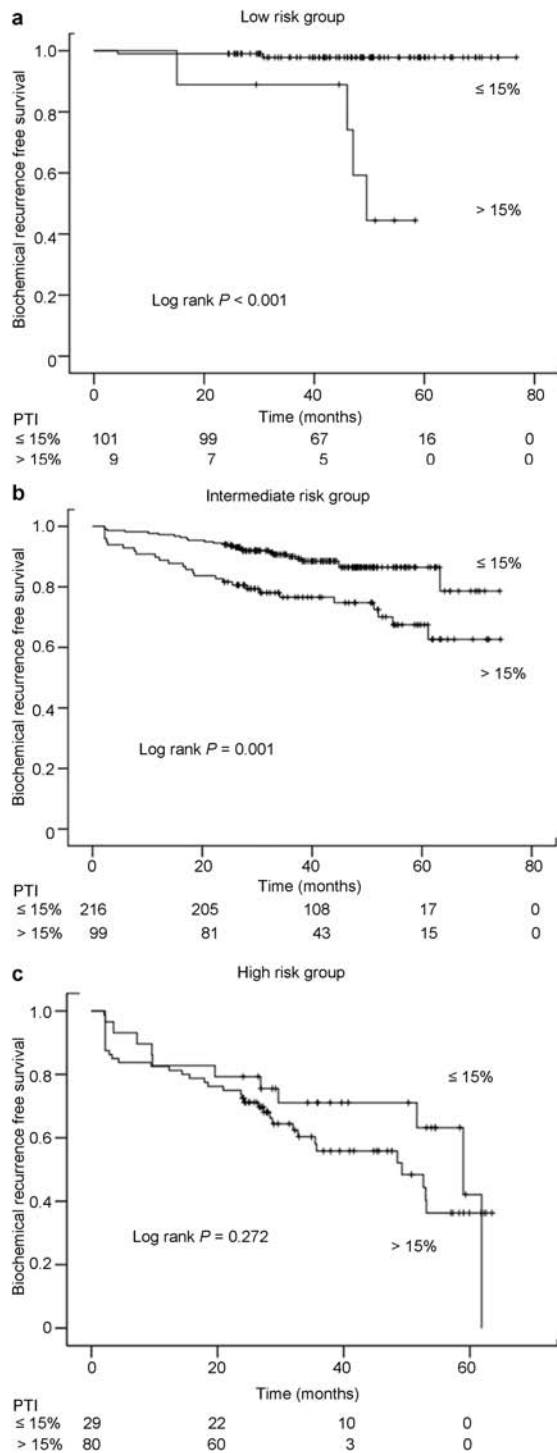 a
Low risk group
Biochemical recurrence free survival
1.0
0.8
0.6
0.4
0.2
0
≤ 15%
> 15%
Log rank P < 0.001
0 20 40 60 80
Time (months)
PTI
≤ 15% 101 99 67 16 0
> 15% 9 7 5 0 0
b
Intermediate risk group
Biochemical recurrence free survival
1.0
0.8
0.6
0.4
0.2
0
≤ 15%
> 15%
Log rank P = 0.001
0 20 40 60 80
Time (months)
PTI
≤ 15% 216 205 108 17 0
> 15% 99 81 43 15 0
c
High risk group
Biochemical recurrence free survival
1.0
0.8
0.6
0.4
0.2
0
≤ 15%
> 15%
Log rank P = 0.272
0 20 40 60
Time (months)
PTI
≤ 15% 29 22 10 0
> 15% 80 60 3 0